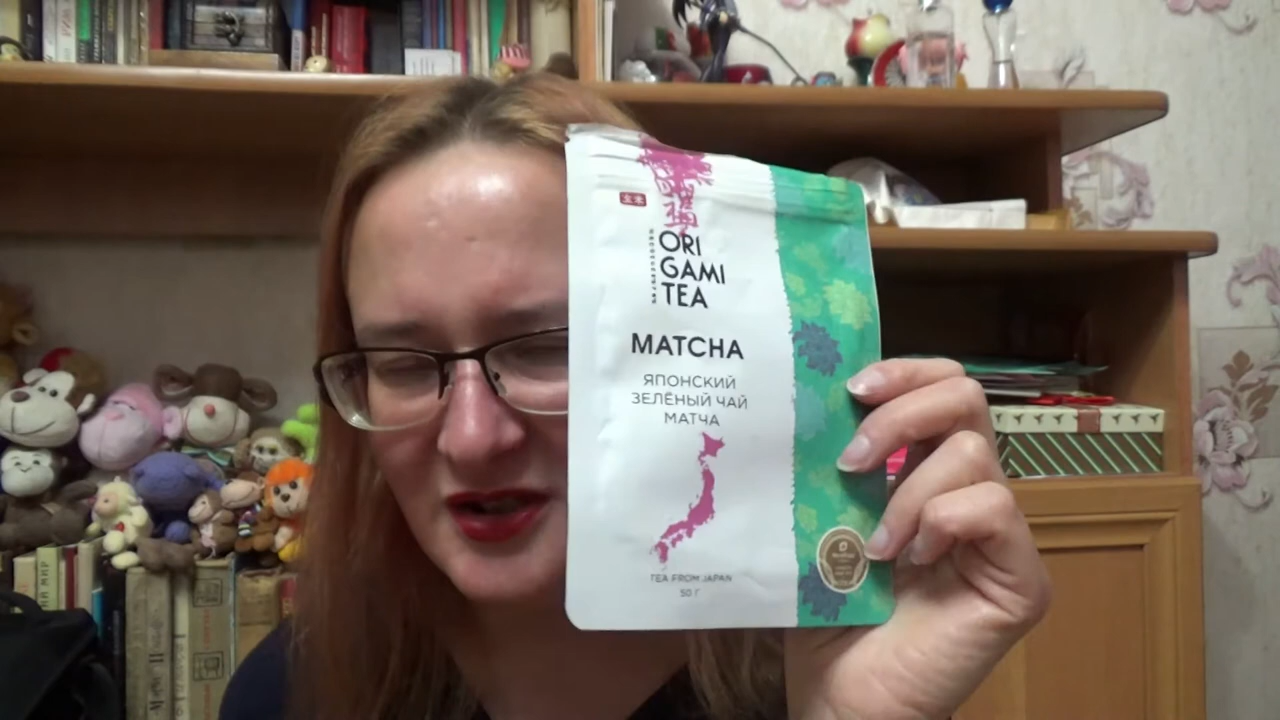 ORI
GAMI
TEA
MATCHA
ЯПОНСКИЙ
ЗЕЛЁНЫЙ ЧАЙ
МАТЧА
TEA FROM JAPAN
50 Г